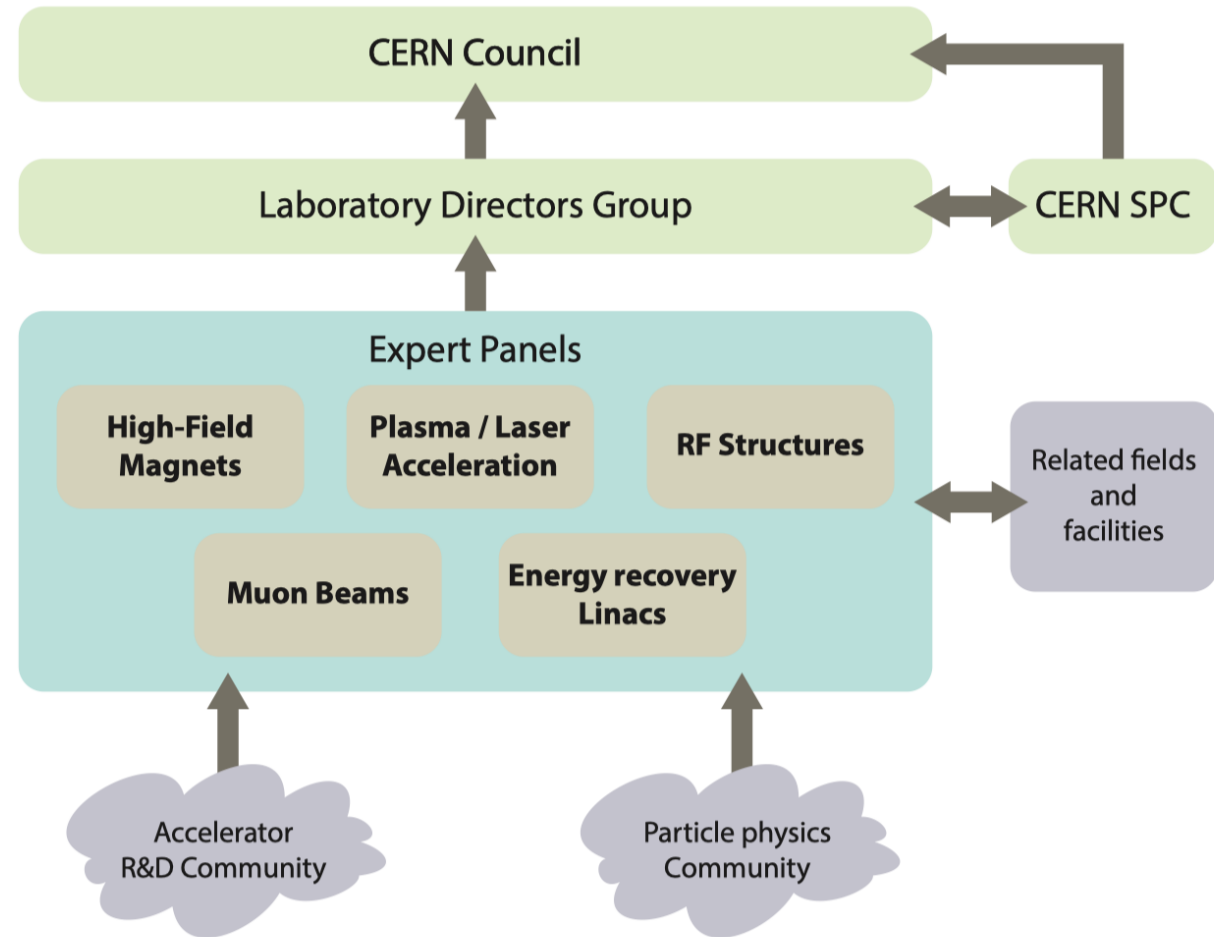 CERN Council
Laboratory Directors Group
CERN SPC
Expert Panels
High-Field
Magnets
Plasma / Laser
Acceleration
RF Structures
Muon Beams
Energy recovery
Linacs
Related fields
and
facilities
Accelerator
R&D Community
Particle physics
Community